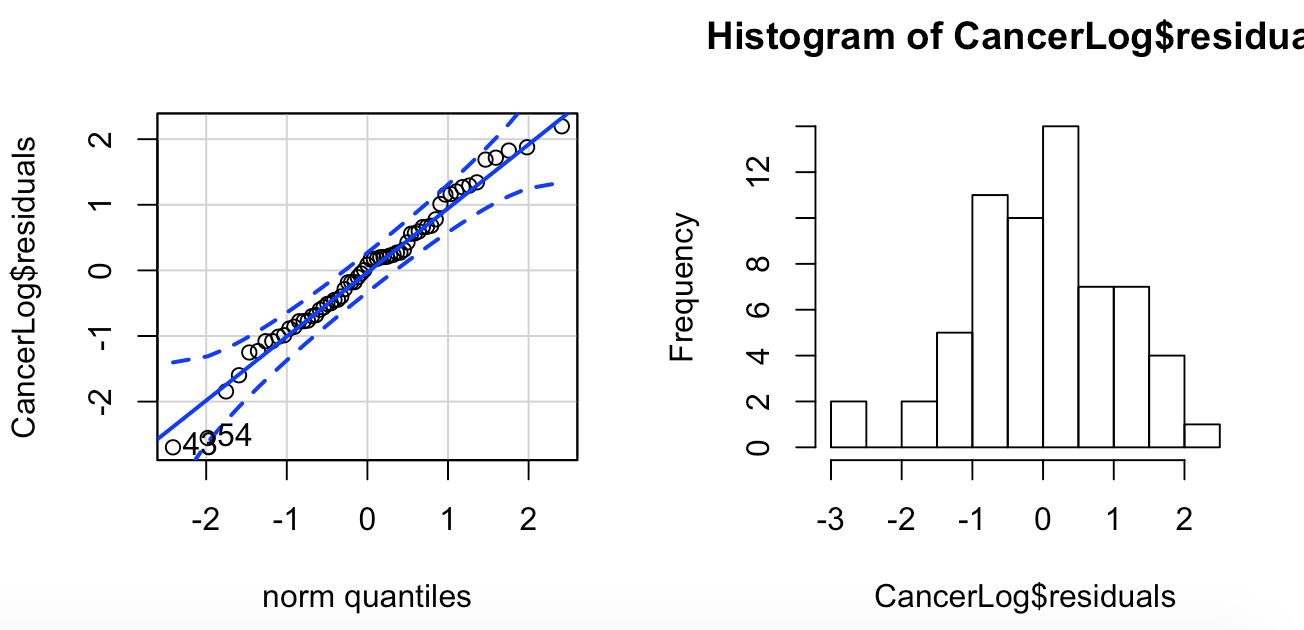 Histogram of CancerLog$residua
CancerLog$residuals
2
1
0
-1
-2
43
54
-2 -1 0 1 2
norm quantiles
Frequency
12
8
6
4
2
0
-3 -2 -1 0 1 2
CancerLog$residuals